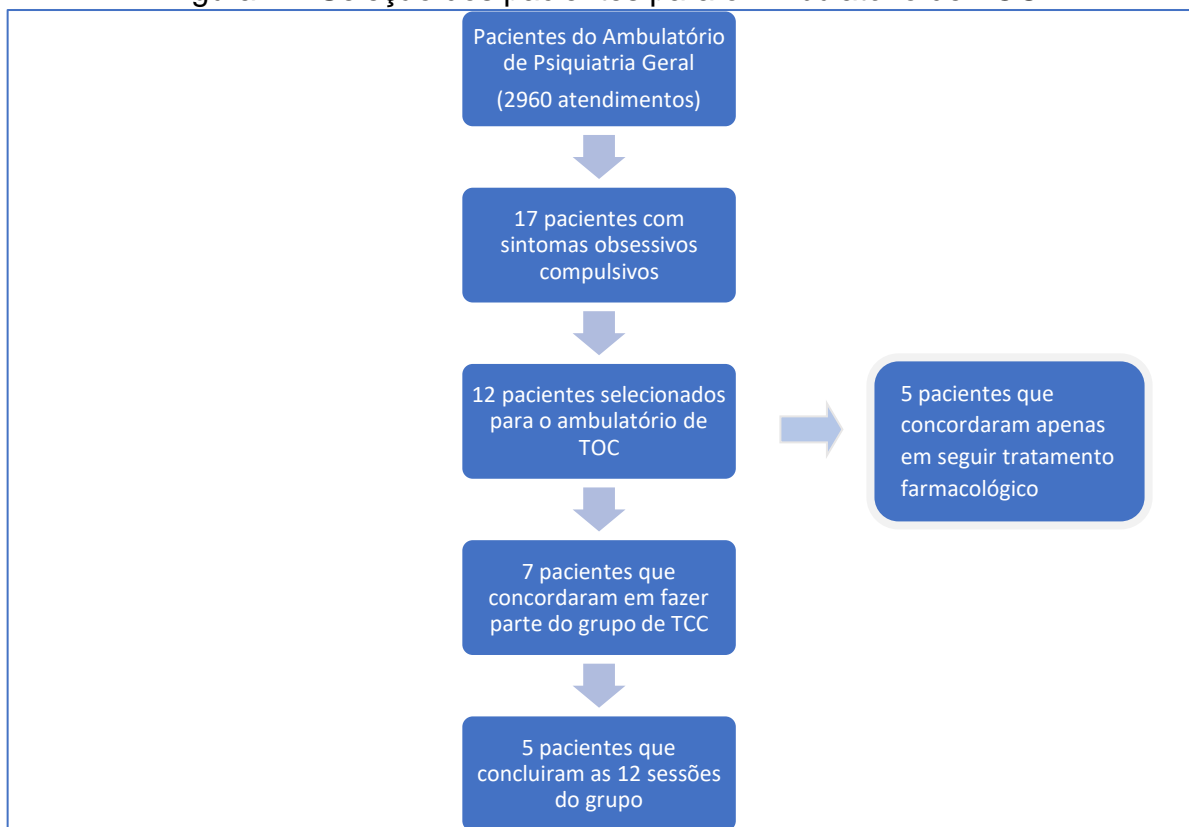 Pacientes do Ambulatório
de Psiquiatria Geral
(2960 atendimentos)
17 pacientes com
sintomas obsessivos
compulsivos
12 pacientes selecionados
para o ambulatório de
TOC
5 pacientes que
concordaram apenas
em seguir tratamento
farmacológico
7 pacientes que
concordaram em fazer
parte do grupo de TCC
5 pacientes que
concluiram as 12 sessões
do grupo